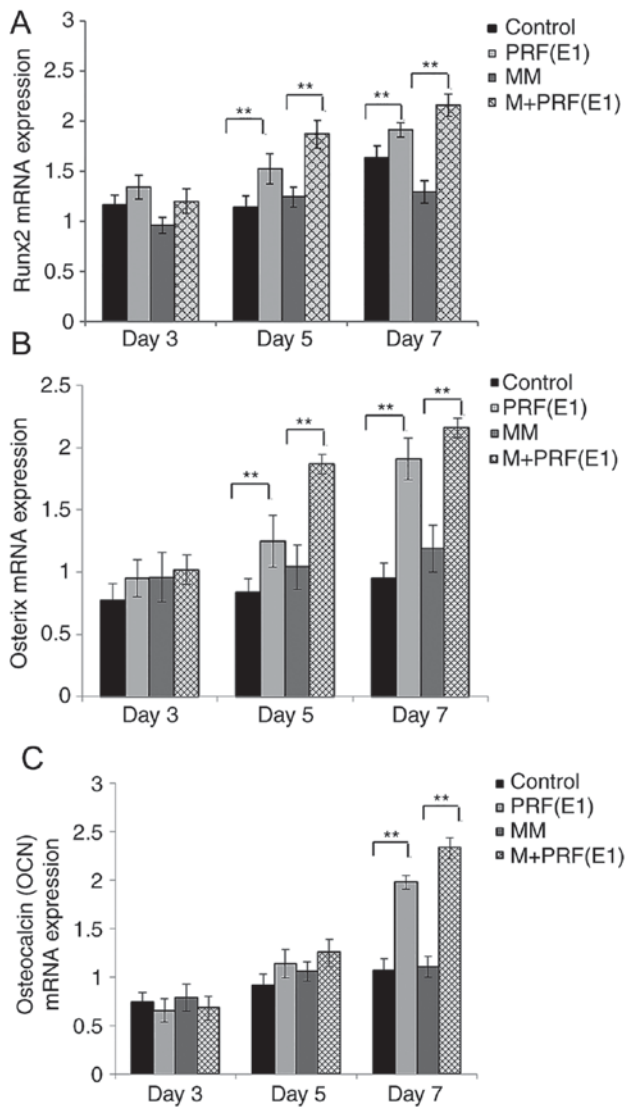 A
Runx2 mRNA expression
2.5
2
1.5
1
0.5
0
**
**
**
**
Day 3
Day 5
Day 7
Control
PRF(E1)
MM
M+PRF(E1)
B
Osterix mRNA expression
2.5
2
1.5
1
0.5
0
**
**
**
**
Day 3
Day 5
Day 7
Control
PRF(E1)
MM
M+PRF(E1)
C
Osteocalcin (OCN)
mRNA expression
3
2.5
2
1.5
1
0.5
0
**
**
Day 3
Day 5
Day 7
Control
PRF(E1)
MM
M+PRF(E1)